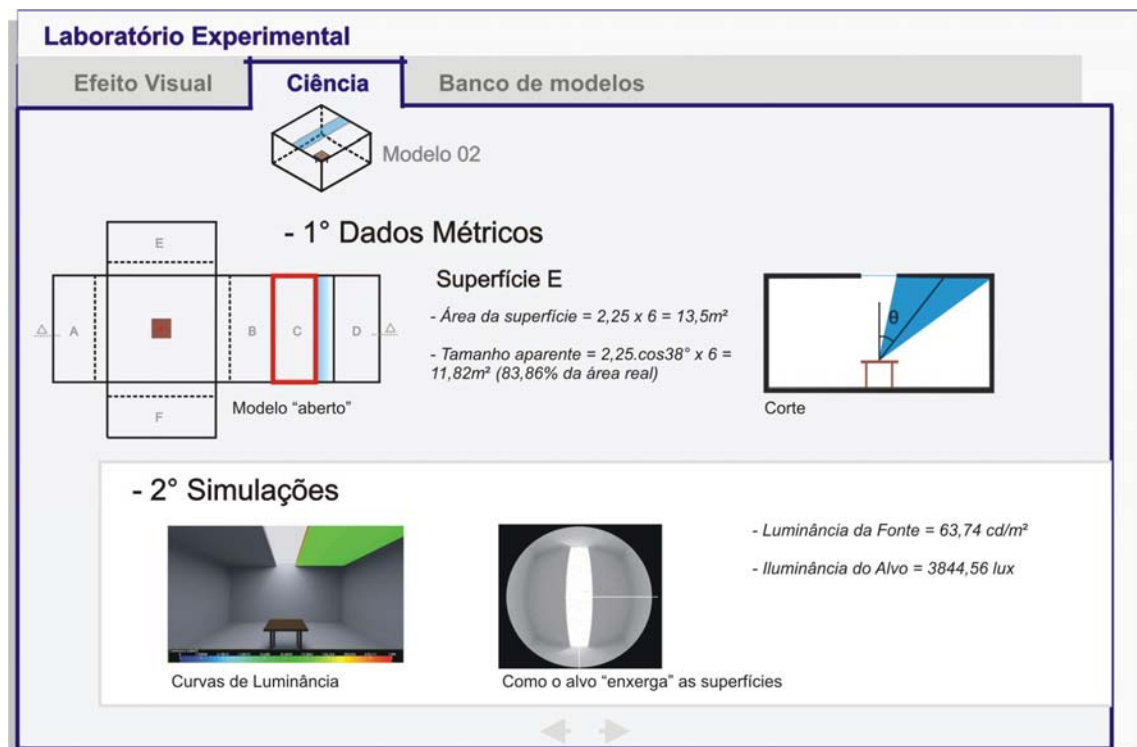 Laboratório Experimental
Efeito Visual Ciência Banco de modelos
Modelo 02
- 1° Dados Métricos
E
A B C D
F
Modelo “aberto”
Superfície E
- Área da superfície = 2,25 x 6 = 13,5m²
- Tamanho aparente = 2,25.cos38° x 6 =
11,82m² (83,86% da área real)
θ
Corte
- 2° Simulações
Curvas de Luminância
Como o alvo “enxerga” as superfícies
- Luminância da Fonte = 63,74 cd/m²
- Iluminância do Alvo = 3844,56 lux